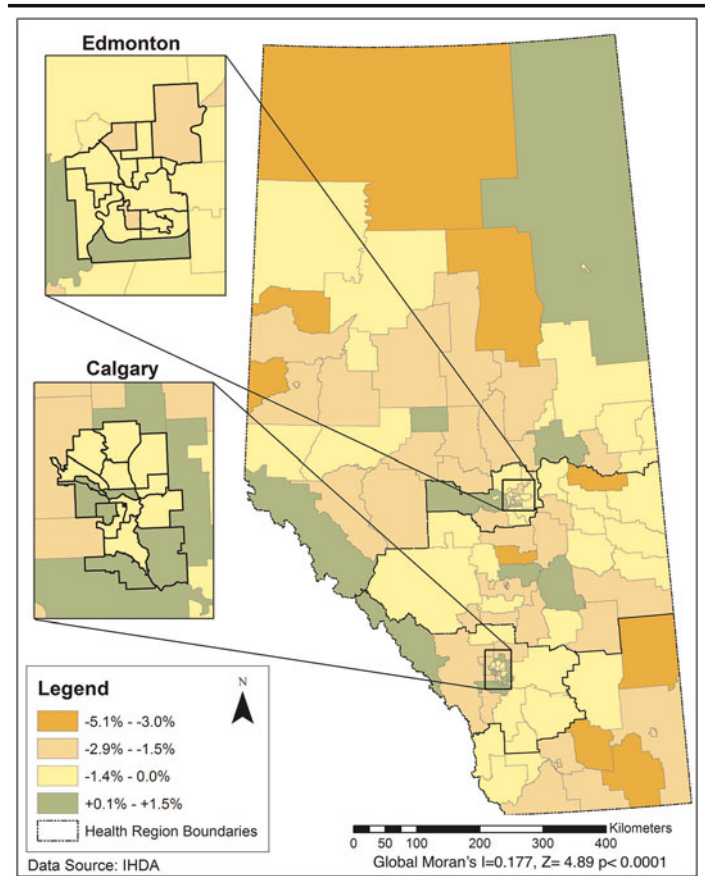 Edmonton
Calgary
Legend
N
-5.1% - -3.0%
-2.9% - -1.5%
-1.4% - 0.0%
+0.1% - +1.5%
Health Region Boundaries
Data Source: IHDA
Kilometers
0 50 100 200 300 400
Global Moran's I=0.177, Z= 4.89 p< 0.0001